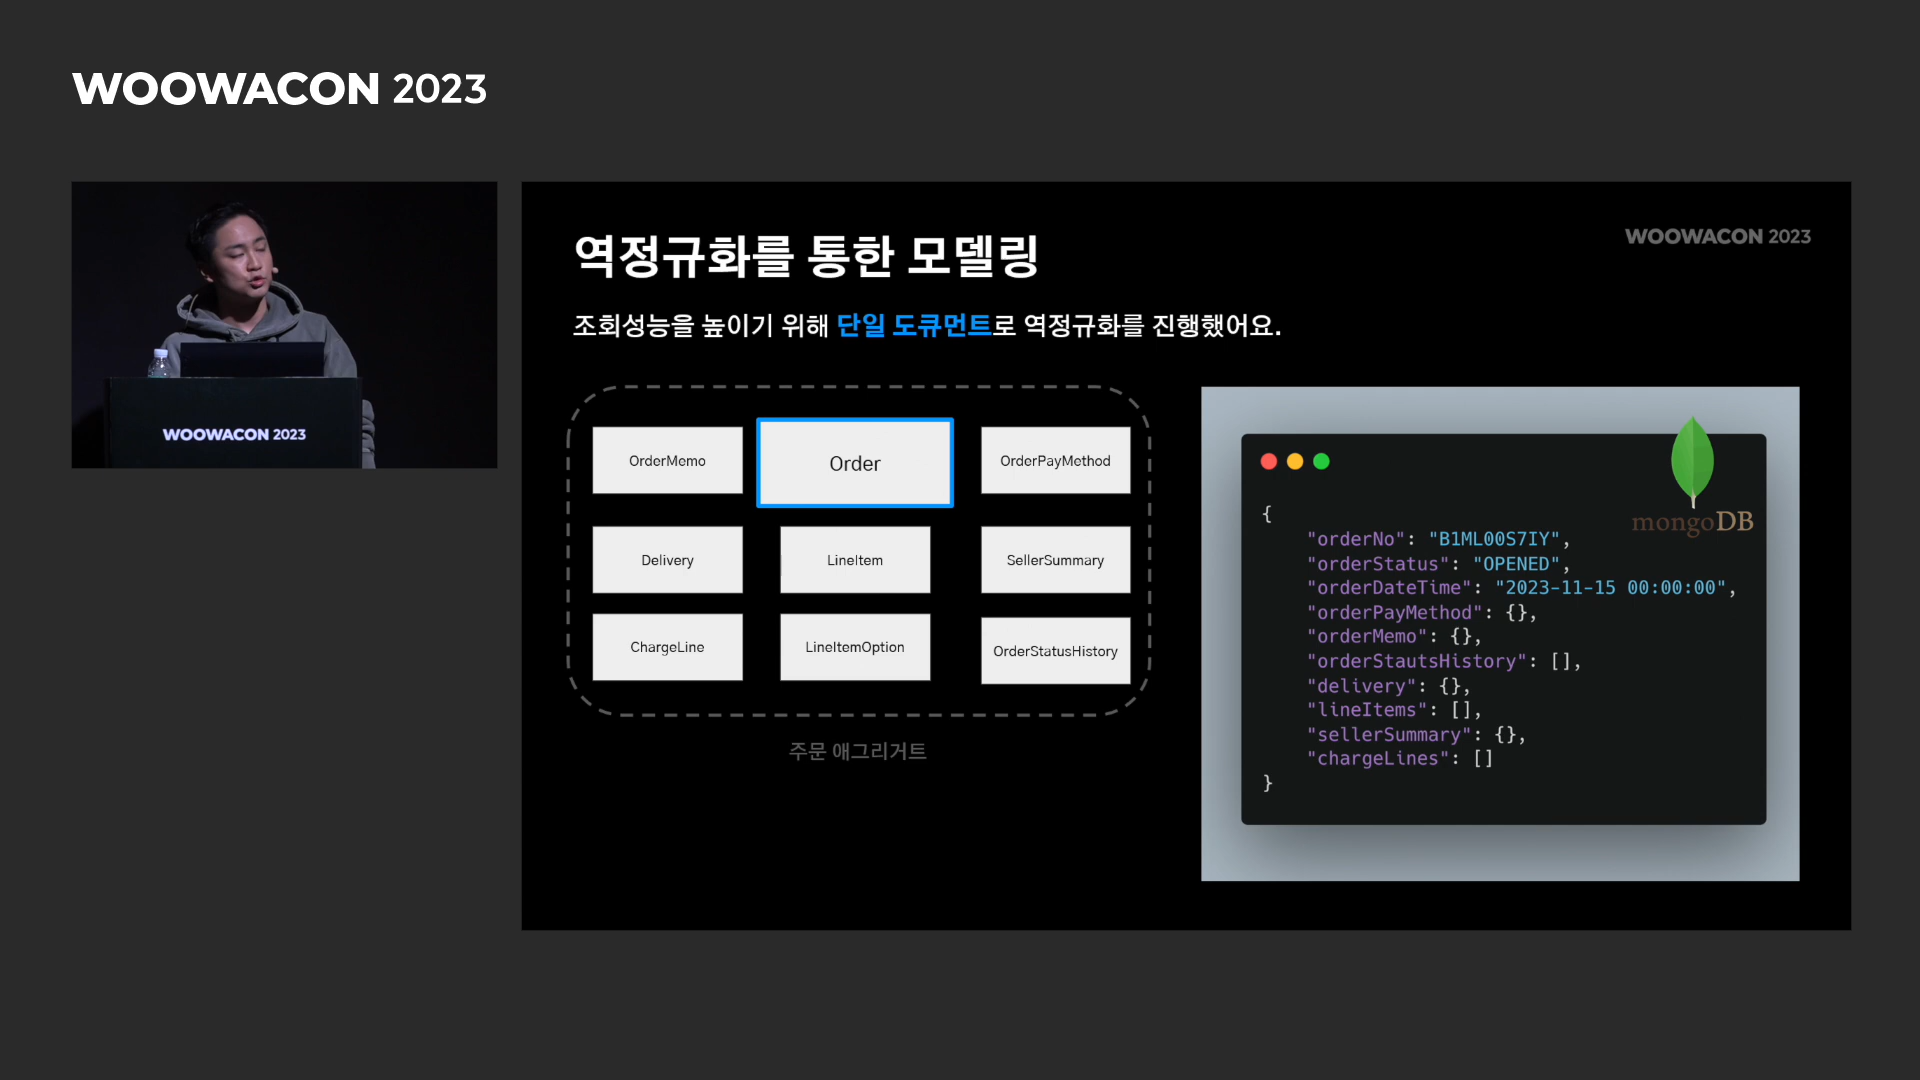 WOOWACON 2023
WOOWACON 2023
WOOWACON 2023
역정규화를 통한 모델링
조회성능을 높이기 위해 단일 도큐먼트로 역정규화를 진행했어요.
OrderMemo
Order
OrderPayMethod
Delivery
LineItem
SellerSummary
ChargeLine
LineItemOption
OrderStatusHistory
주문 애그리거트
mongoDB
{
"orderNo": "B1ML00S7IY",
"orderStatus": "OPENED",
"orderDateTime": "2023-11-15 00:00:00",
"orderPayMethod": {},
"orderMemo": {},
"orderStautsHistory": [],
"delivery": {},
"lineItems": [],
"sellerSummary": {},
"chargeLines": []
}